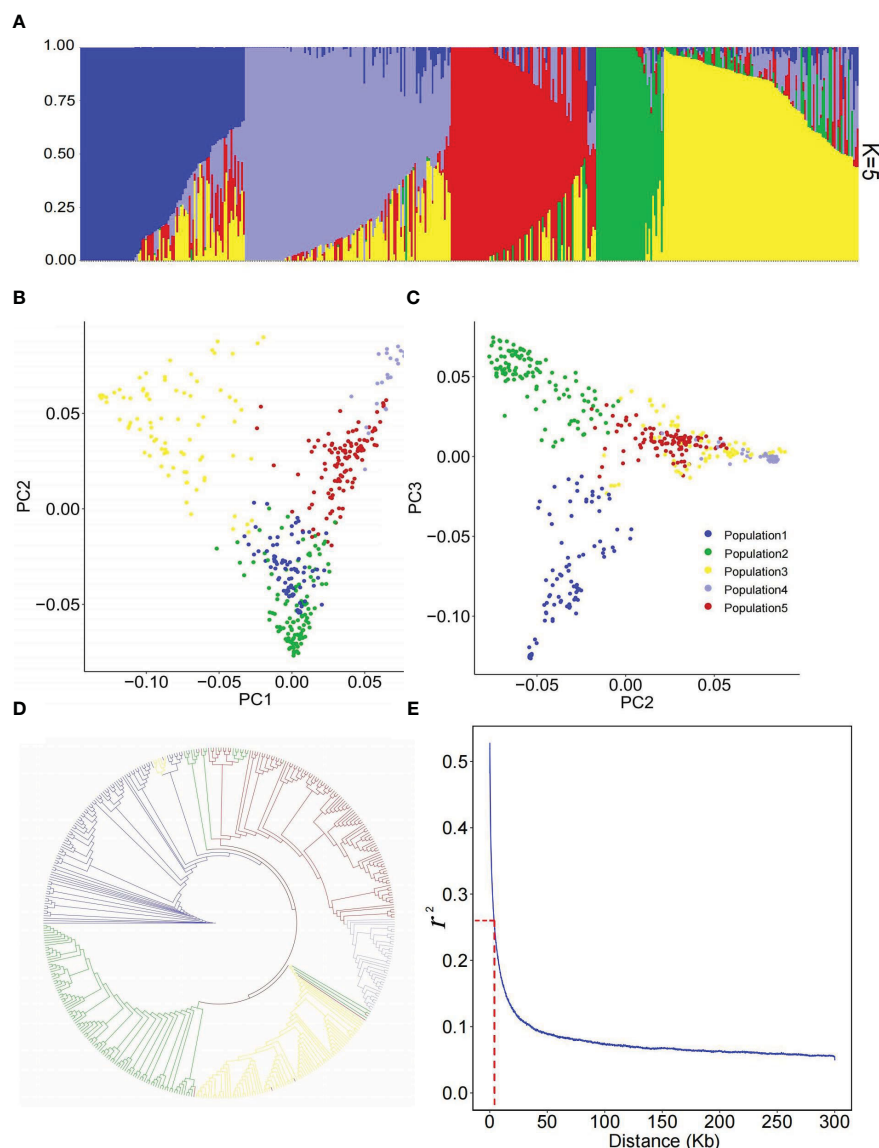 A
1.00
0.75
0.50
0.25
0.00
K=5
B
0.05
0.00
−0.05
PC2
−0.10
−0.05
0.00
0.05
PC1
C
0.05
0.00
−0.05
−0.10
PC3
Population1
Population2
Population3
Population4
Population5
−0.05
0.00
0.05
PC2
D
E
0.5
0.4
0.3
0.2
0.1
0.0
r²
0
50
100
150
200
250
300
Distance (Kb)